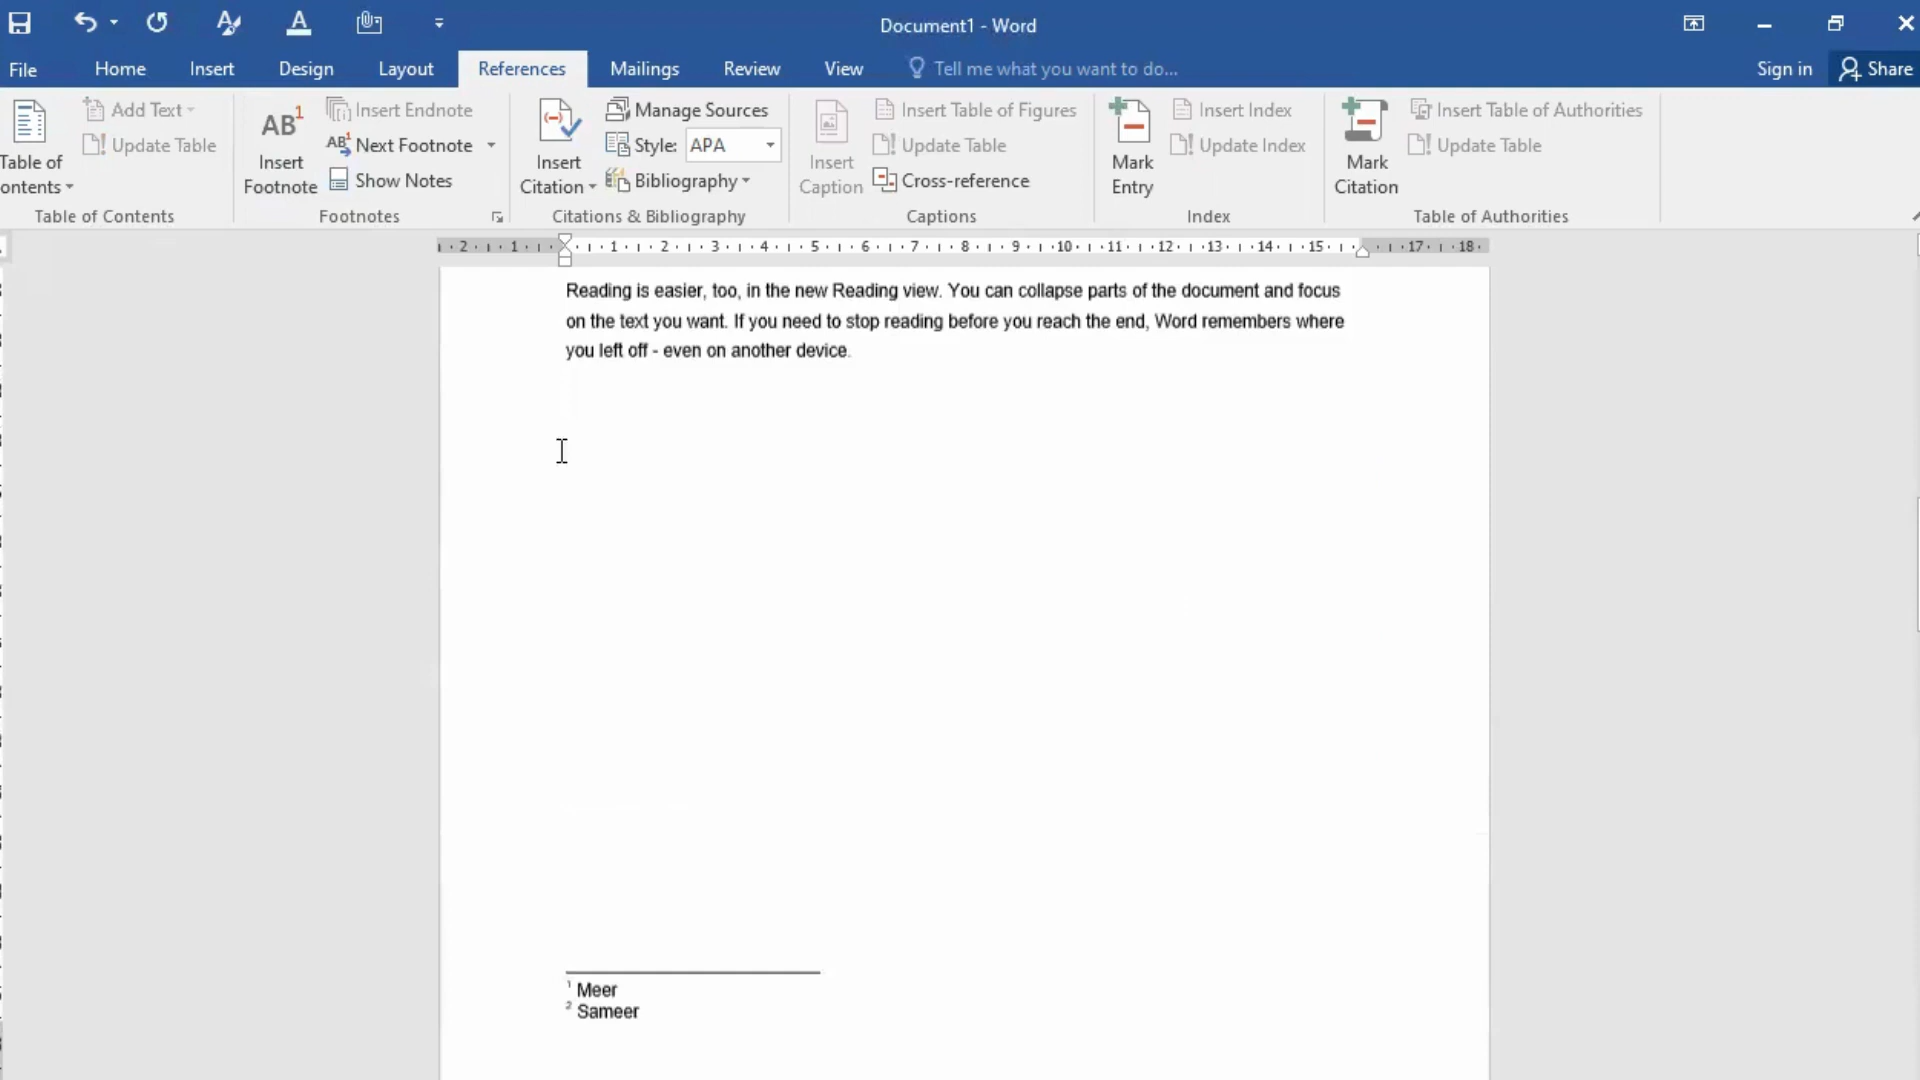 Document1 - Word
File Home Insert Design Layout References Mailings Review View Tell me what you want to do... Sign in Share
Table of
ontents
Add Text
Update Table
Table of Contents
AB1
Insert
Footnote
Insert Endnote
Next Footnote
Show Notes
Footnotes
Insert
Citation
Manage Sources
Style: APA
Bibliography
Citations & Bibliography
Insert
Caption
Insert Table of Figures
Update Table
Cross-reference
Captions
Mark
Entry
Insert Index
Update Index
Index
Mark
Citation
Insert Table of Authorities
Update Table
Table of Authorities
2 1 1 2 3 4 5 6 7 8 9 10 11 12 13 14 15 17 18
Reading is easier, too, in the new Reading view. You can collapse parts of the document and focus
on the text you want. If you need to stop reading before you reach the end, Word remembers where
you left off - even on another device.
1 Meer
2 Sameer